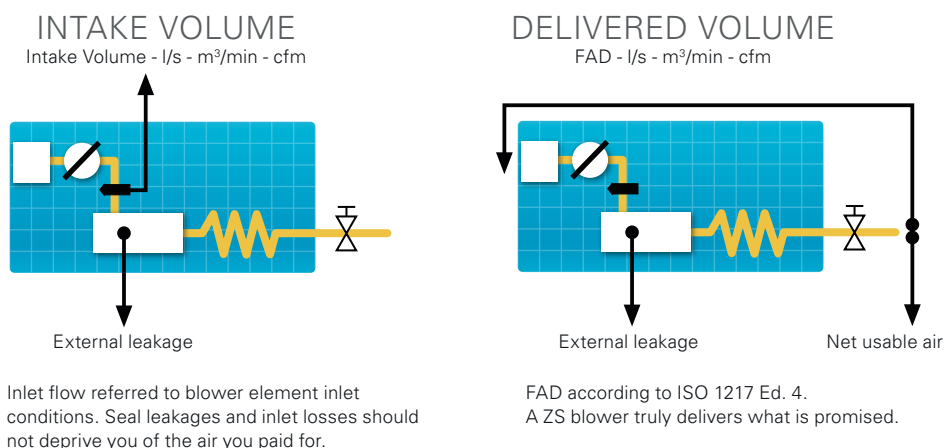 INTAKE VOLUME
Intake Volume - l/s - m³/min - cfm
External leakage
Inlet flow referred to blower element inlet
conditions. Seal leakages and inlet losses should
not deprive you of the air you paid for.
DELIVERED VOLUME
FAD - l/s - m³/min - cfm
External leakage
Net usable air
FAD according to ISO 1217 Ed. 4.
A ZS blower truly delivers what is promised.